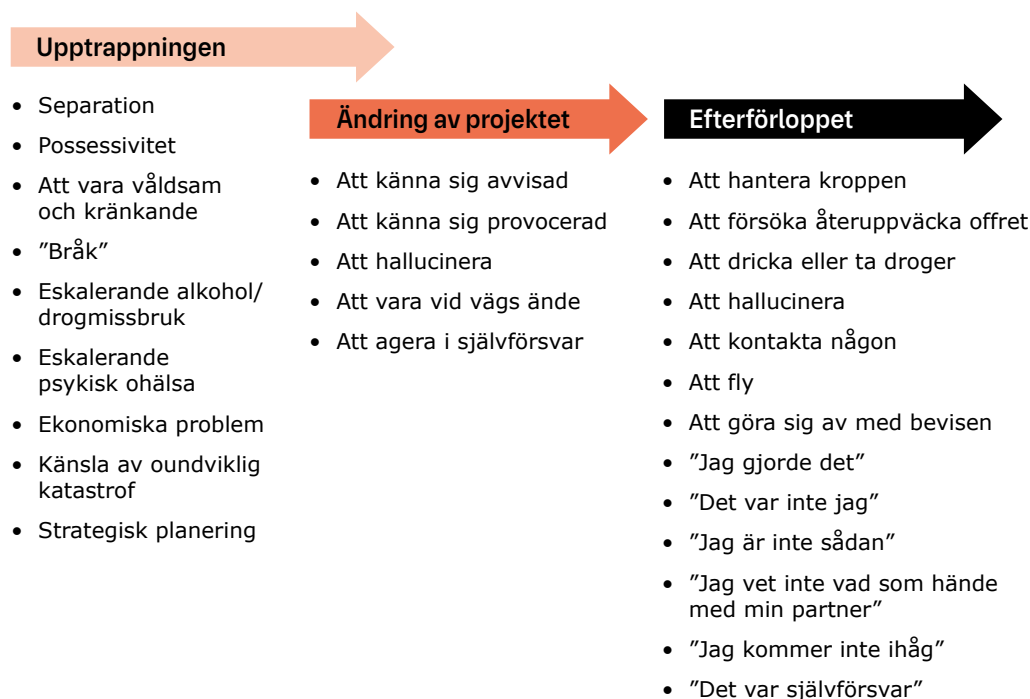 Upptrappningen
• Separation
• Possessivitet
• Att vara våldsam
och kränkande
• ”Bråk”
• Eskalerande alkohol/
drogmissbruk
• Eskalerande
psykisk ohälsa
• Ekonomiska problem
• Känsla av oundviklig
katastrof
• Strategisk planering
Ändring av projektet
• Att känna sig avvisad
• Att känna sig provocerad
• Att hallucinera
• Att vara vid vägs ände
• Att agera i självförsvar
Efterförloppet
• Att hantera kroppen
• Att försöka återuppväcka offret
• Att dricka eller ta droger
• Att hallucinera
• Att kontakta någon
• Att fly
• Att göra sig av med bevisen
• ”Jag gjorde det”
• ”Det var inte jag”
• ”Jag är inte sådan”
• ”Jag vet inte vad som hände
med min partner”
• ”Jag kommer inte ihåg”
• ”Det var självförsvar”